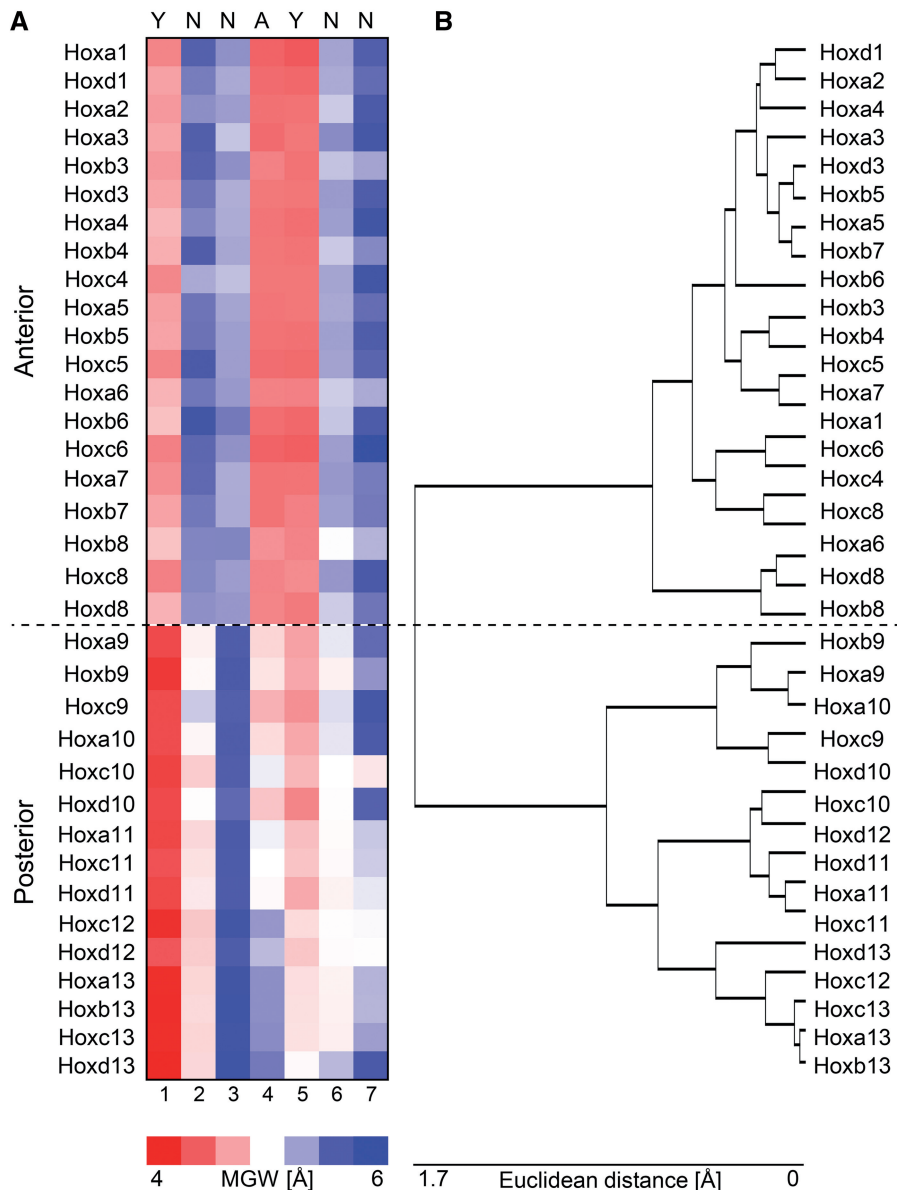 A
Y N N A Y N N
B
Anterior
Hoxa1
Hoxd1
Hoxa2
Hoxa3
Hoxb3
Hoxd3
Hoxa4
Hoxb4
Hoxc4
Hoxa5
Hoxb5
Hoxc5
Hoxa6
Hoxb6
Hoxc6
Hoxa7
Hoxb7
Hoxb8
Hoxc8
Hoxd8
Posterior
Hoxa9
Hoxb9
Hoxc9
Hoxa10
Hoxc10
Hoxd10
Hoxa11
Hoxc11
Hoxd11
Hoxc12
Hoxd12
Hoxa13
Hoxb13
Hoxc13
Hoxd13
1 2 3 4 5 6 7
4 MGW [Å] 6
Hoxd1
Hoxa2
Hoxa4
Hoxa3
Hoxd3
Hoxb5
Hoxa5
Hoxb7
Hoxb6
Hoxb3
Hoxb4
Hoxc5
Hoxa7
Hoxa1
Hoxc6
Hoxc4
Hoxc8
Hoxa6
Hoxd8
Hoxb8
Hoxb9
Hoxa9
Hoxa10
Hoxc9
Hoxd10
Hoxc10
Hoxd12
Hoxd11
Hoxa11
Hoxc11
Hoxd13
Hoxc12
Hoxc13
Hoxa13
Hoxb13
1.7 Euclidean distance [Å] 0